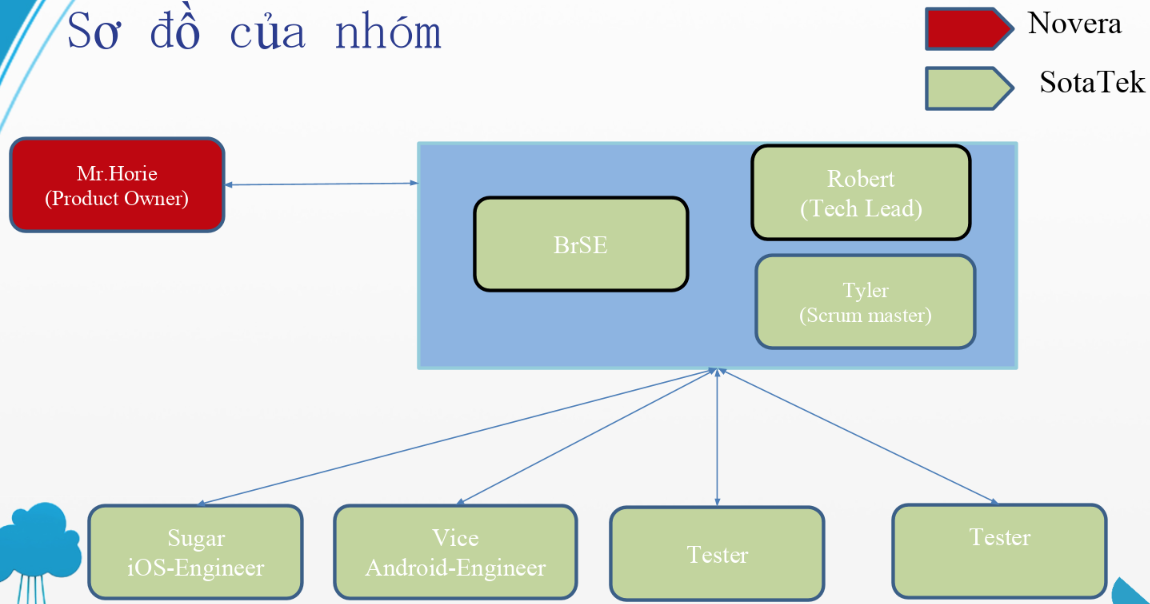 Sơ đồ của nhóm
Novera
SotaTek
Mr.Horie
(Product Owner)
BrSE
Robert
(Tech Lead)
Tyler
(Scrum master)
Sugar
iOS-Engineer
Vice
Android-Engineer
Tester
Tester